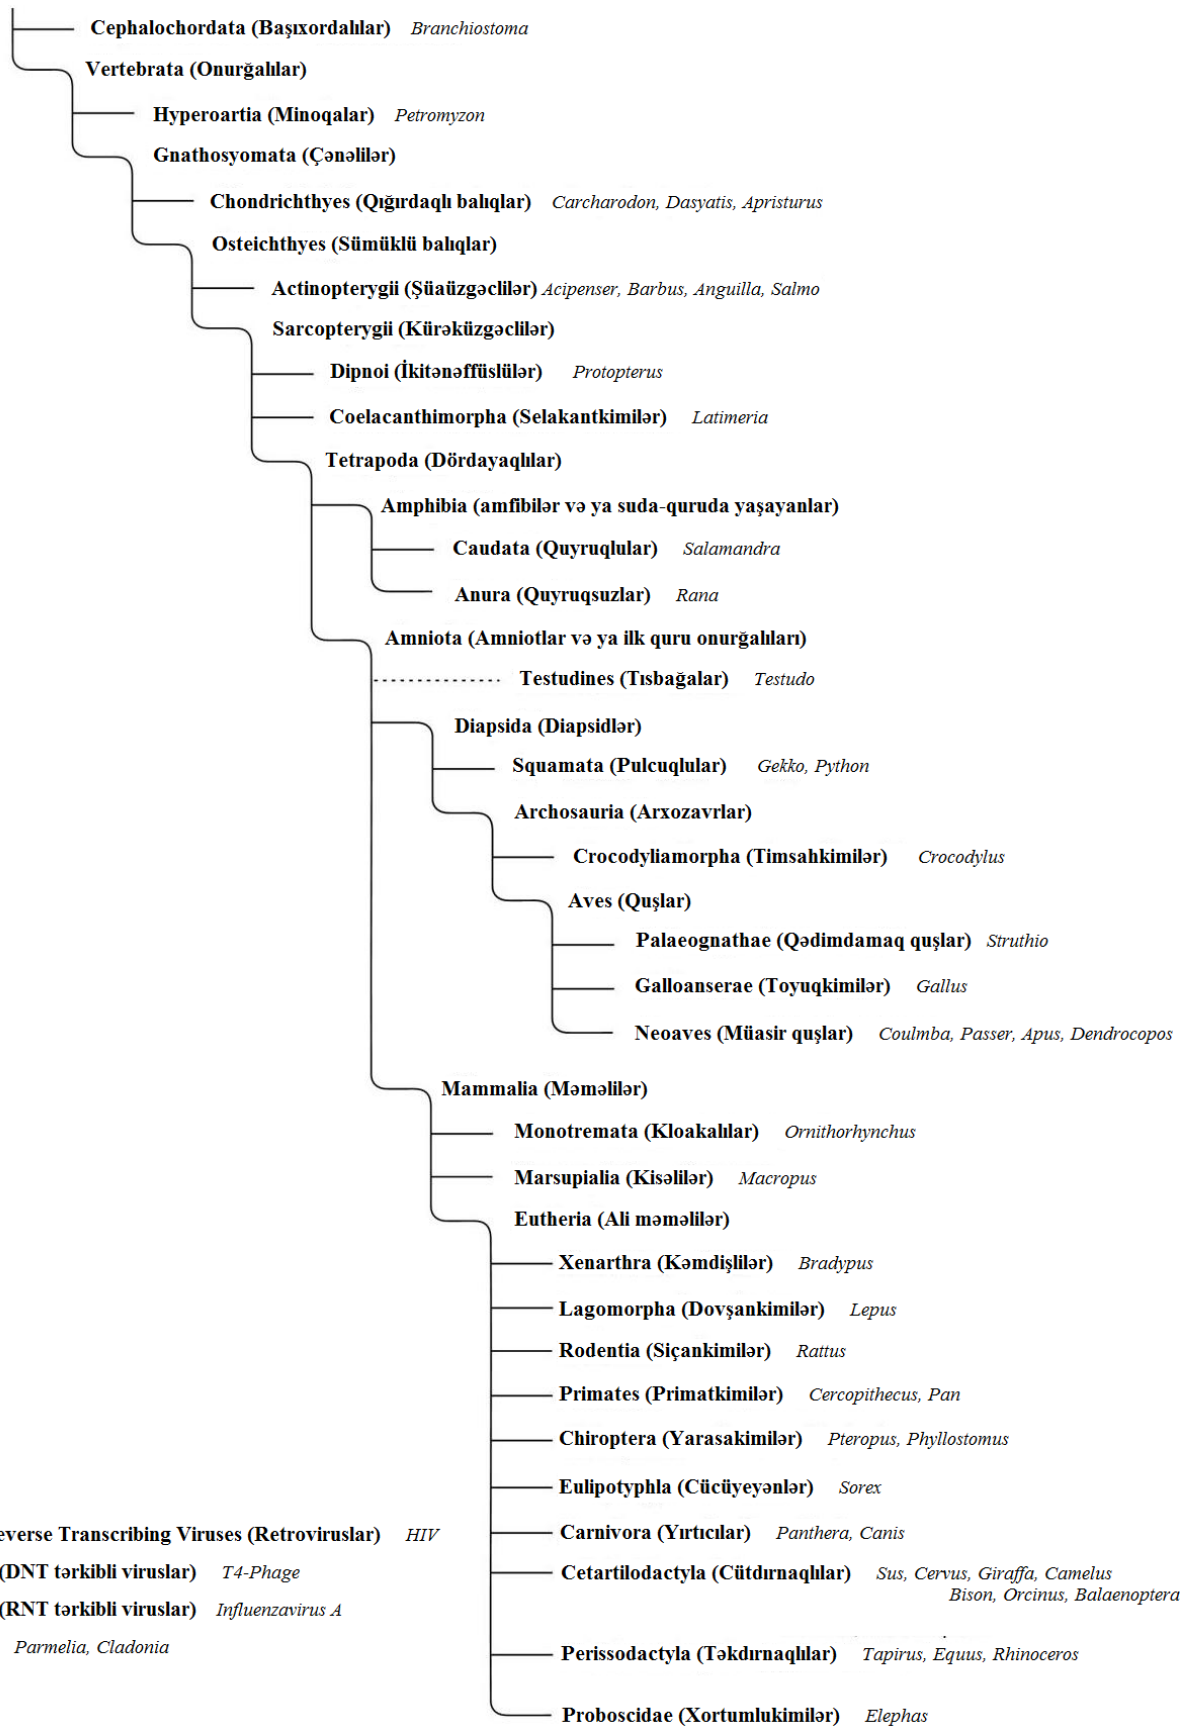 Cephalochordata (Başıxordalılar) Branchiostoma
Vertebrata (Onurğalılar)
Hyperoartia (Minoqalar) Petromyzon
Gnathosyomata (Çənəlilər)
Chondrichthyes (Qığırdaqlı balıqlar) Carcharodon, Dasyatis, Apristurus
Osteichthyes (Sümüklü balıqlar)
Actinopterygii (Şüaüzgəclilər) Acipenser, Barbus, Anguilla, Salmo
Sarcopterygii (Kürəküzgəclilər)
Dipnoi (İkitənəffüslülər) Protopterus
Coelacanthimorpha (Selakantkimilər) Latimeria
Tetrapoda (Dördayaqlılar)
Amphibia (amfibilər və ya suda-quruda yaşayanlar)
Caudata (Quyruqlular) Salamandra
Anura (Quyruqsuzlar) Rana
Amniota (Amniotlar və ya ilk quru onurğalıları)
Testudines (Tısbağalar) Testudo
Diapsida (Diapsidlər)
Squamata (Pulcuqlular) Gekko, Python
Archosauria (Arxozavrlar)
Crocodyliamorpha (Timsahkimilər) Crocodylus
Aves (Quşlar)
Palaeognathae (Qədimdamaq quşlar) Struthio
Galloanserae (Toyuqkimilər) Gallus
Neoaves (Müasir quşlar) Coulmba, Passer, Apus, Dendrocopos
Mammalia (Məməlilər)
Monotremata (Kloakalılar) Ornithorhynchus
Marsupialia (Kisəlilər) Macropus
Eutheria (Ali məməlilər)
Xenarthra (Kəmdişlilər) Bradypus
Lagomorpha (Dovşankimilər) Lepus
Rodentia (Siçankimilər) Rattus
Primates (Primatkimilər) Cercopithecus, Pan
Chiroptera (Yarasakimilər) Pteropus, Phyllostomus
Eulipotyphla (Cücüyeyənlər) Sorex
everse Transcribing Viruses (Retroviruslar) HIV
Carnivora (Yırtıcılar) Panthera, Canis
(DNT tərkibli viruslar) T4-Phage
Cetartilodactyla (Cütdırnaqlılar) Sus, Cervus, Giraffa, Camelus
Bison, Orcinus, Balaenoptera
(RNT tərkibli viruslar) Influenzavirus A
Parmelia, Cladonia
Perissodactyla (Təkdırnaqlılar) Tapirus, Equus, Rhinoceros
Proboscidae (Xortumlukimilər) Elephas